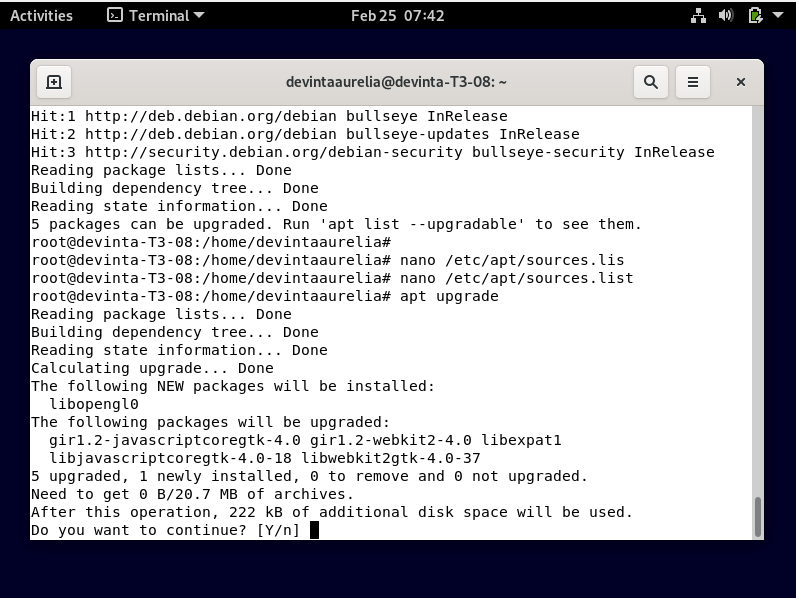 Activities Terminal Feb 25 07:42
devintaaurelia@devinta-T3-08: ~
Hit:1 http://deb.debian.org/debian bullseye InRelease
Hit:2 http://deb.debian.org/debian bullseye-updates InRelease
Hit:3 http://security.debian.org/debian-security bullseye-security InRelease
Reading package lists... Done
Building dependency tree... Done
Reading state information... Done
5 packages can be upgraded. Run 'apt list --upgradable' to see them.
root@devinta-T3-08:/home/devintaaurelia#
root@devinta-T3-08:/home/devintaaurelia# nano /etc/apt/sources.lis
root@devinta-T3-08:/home/devintaaurelia# nano /etc/apt/sources.list
root@devinta-T3-08:/home/devintaaurelia# apt upgrade
Reading package lists... Done
Building dependency tree... Done
Reading state information... Done
Calculating upgrade... Done
The following NEW packages will be installed:
  libopengl0
The following packages will be upgraded:
  gir1.2-javascriptcoregtk-4.0 gir1.2-webkit2-4.0 libexpat1
  libjavascriptcoregtk-4.0-18 libwebkit2gtk-4.0-37
5 upgraded, 1 newly installed, 0 to remove and 0 not upgraded.
Need to get 0 B/20.7 MB of archives.
After this operation, 222 kB of additional disk space will be used.
Do you want to continue? [Y/n]